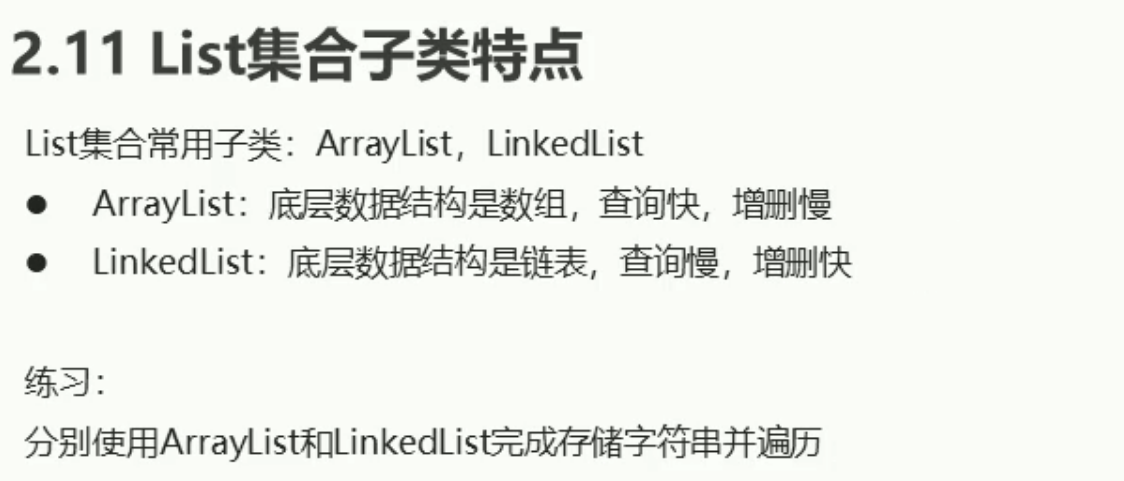 2.11 List集合子类特点
List集合常用子类：ArrayList，LinkedList
● ArrayList：底层数据结构是数组，查询快，增删慢
● LinkedList：底层数据结构是链表，查询慢，增删快
练习：
分别使用ArrayList和LinkedList完成存储字符串并遍历